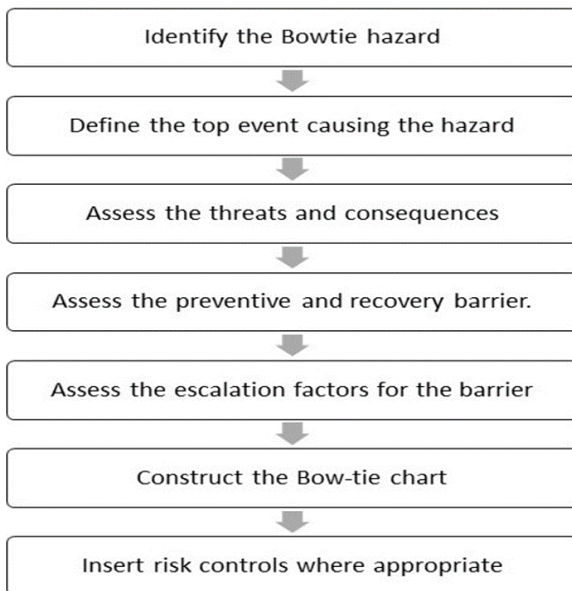 Identify the Bowtie hazard
Define the top event causing the hazard
Assess the threats and consequences
Assess the preventive and recovery barrier.
Assess the escalation factors for the barrier
Construct the Bow-tie chart
Insert risk controls where appropriate